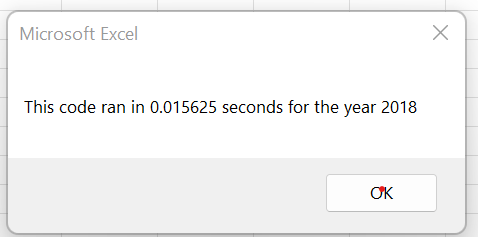 Microsoft Excel
This code ran in 0.015625 seconds for the year 2018
OK